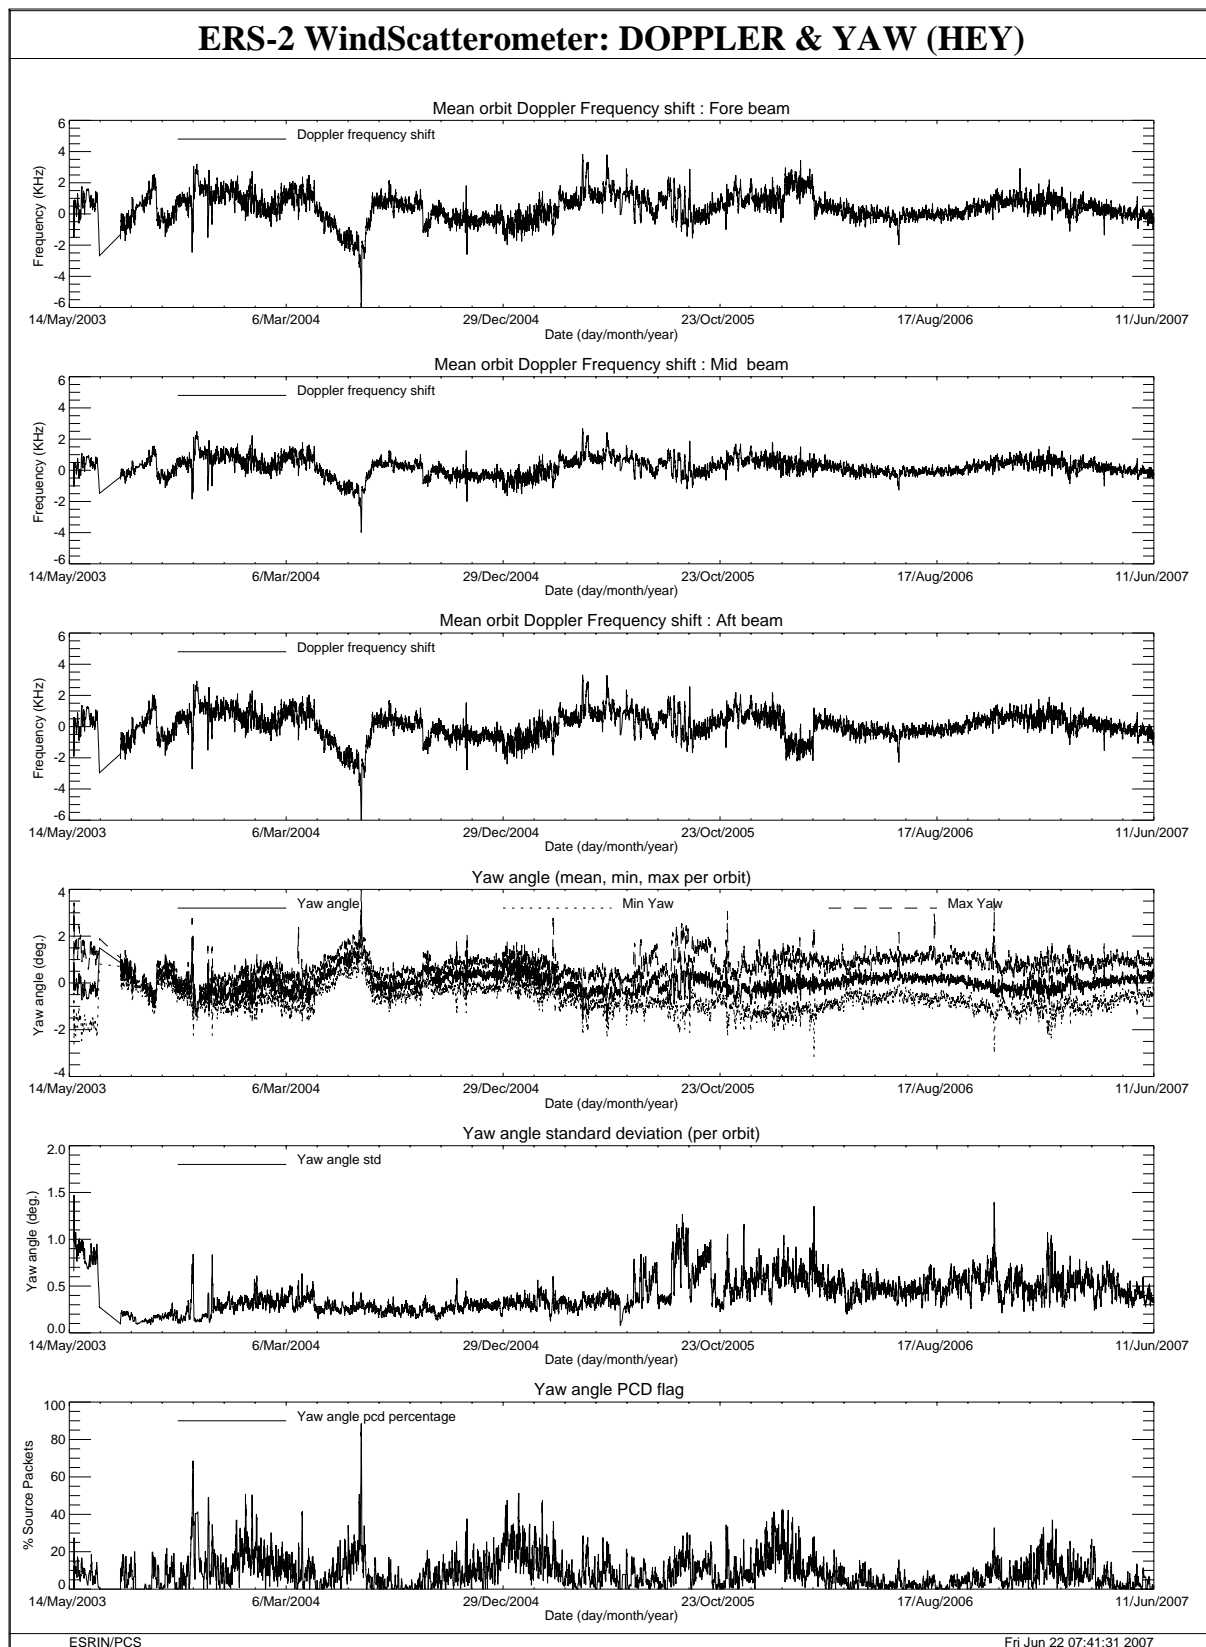 ERS-2 WindScatterometer: DOPPLER & YAW (HEY)
Mean orbit Doppler Frequency shift : Fore beam
Doppler frequency shift
Frequency (KHz)
6
4
2
0
-2
-4
-6
14/May/2003 6/Mar/2004 29/Dec/2004 23/Oct/2005 17/Aug/2006 11/Jun/2007
Date (day/month/year)
Mean orbit Doppler Frequency shift : Mid beam
Doppler frequency shift
Frequency (KHz)
6
4
2
0
-2
-4
-6
14/May/2003 6/Mar/2004 29/Dec/2004 23/Oct/2005 17/Aug/2006 11/Jun/2007
Date (day/month/year)
Mean orbit Doppler Frequency shift : Aft beam
Doppler frequency shift
Frequency (KHz)
6
4
2
0
-2
-4
-6
14/May/2003 6/Mar/2004 29/Dec/2004 23/Oct/2005 17/Aug/2006 11/Jun/2007
Date (day/month/year)
Yaw angle (mean, min, max per orbit)
Yaw angle Min Yaw Max Yaw
Yaw angle (deg.)
4
2
0
-2
-4
14/May/2003 6/Mar/2004 29/Dec/2004 23/Oct/2005 17/Aug/2006 11/Jun/2007
Date (day/month/year)
Yaw angle standard deviation (per orbit)
Yaw angle std
Yaw angle (deg.)
2.0
1.5
1.0
0.5
0.0
14/May/2003 6/Mar/2004 29/Dec/2004 23/Oct/2005 17/Aug/2006 11/Jun/2007
Date (day/month/year)
Yaw angle PCD flag
Yaw angle pcd percentage
% Source Packets
100
80
60
40
20
0
14/May/2003 6/Mar/2004 29/Dec/2004 23/Oct/2005 17/Aug/2006 11/Jun/2007
Date (day/month/year)
ESRIN/PCS Fri Jun 22 07:41:31 2007